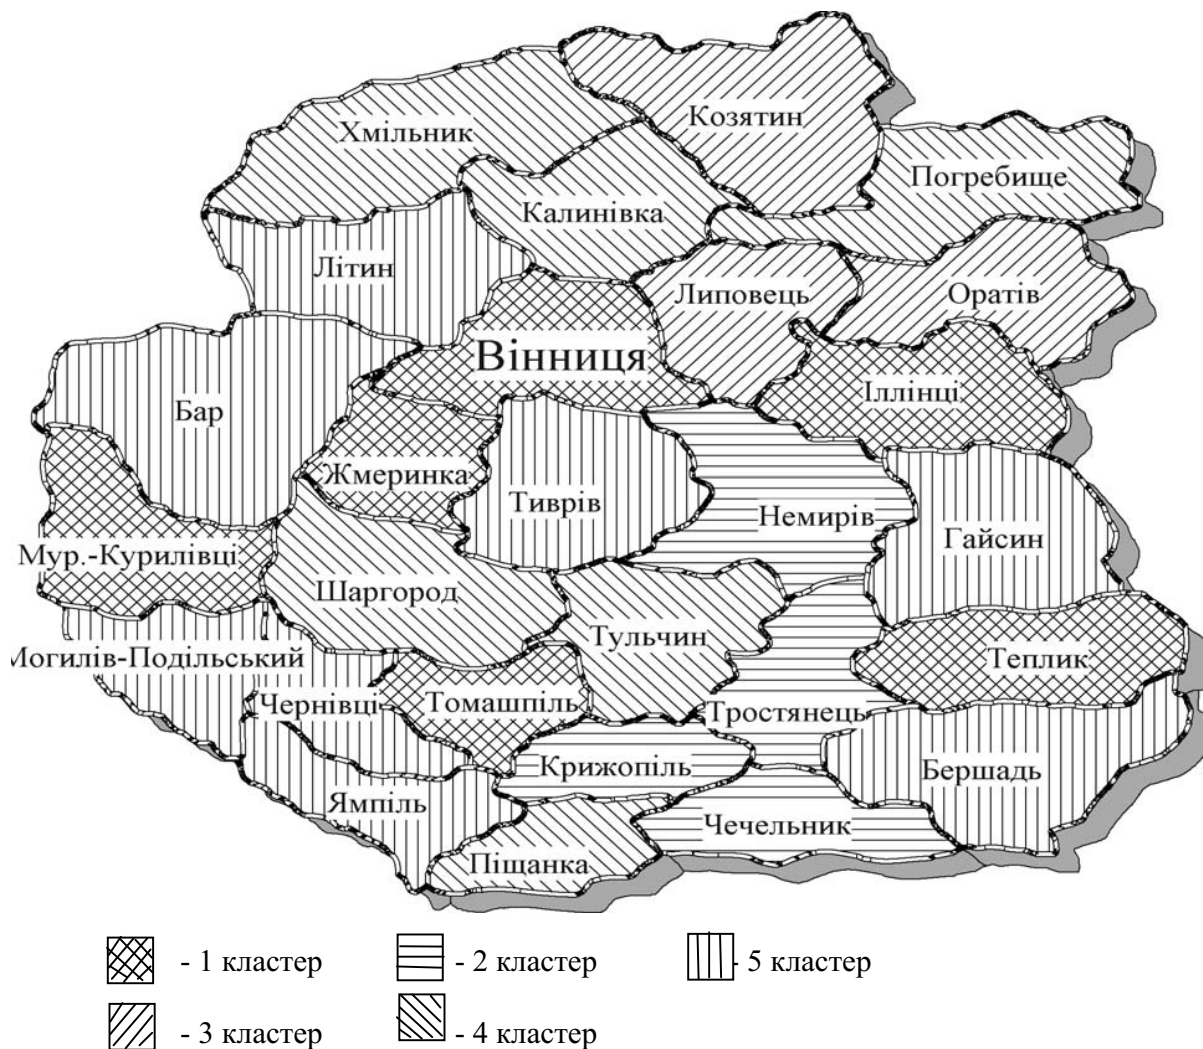 Козятин
Хмільник
Погребище
Калинівка
Літин
Липовець
Оратів
Вінниця
Іллінці
Бар
Жмеринка
Тиврів
Немирів
Гайсин
Мур.-Курилівці
Шаргород
Тульчин
Теплик
Могилів-Подільський
Чернівці
Томашпіль
Тростянець
Крижопіль
Бершадь
Ямпіль
Чечельник
Піщанка
- 1 кластер
- 2 кластер
- 5 кластер
- 3 кластер
- 4 кластер